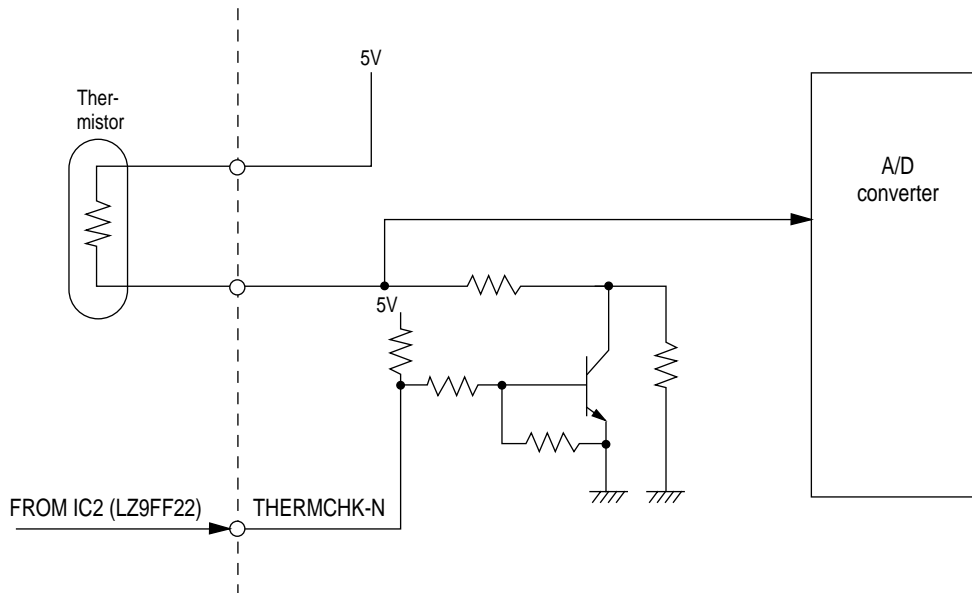 5V
Ther-
mistor
A/D
converter
5V
FROM IC2 (LZ9FF22)
THERMCHK-N